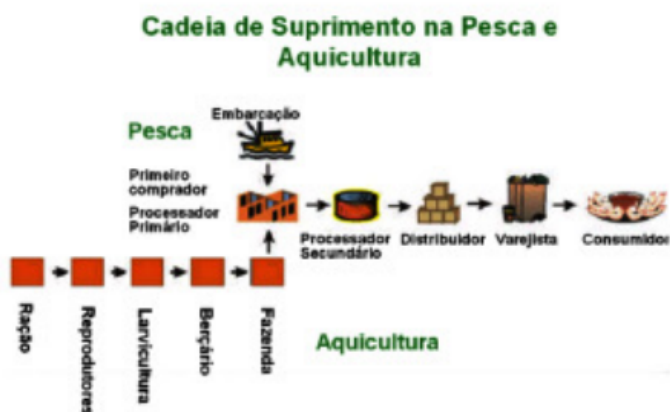 Cadeia de Suprimento na Pesca e
Aquicultura
Embarcação
Pesca
Primeiro
comprador
Processador
Primário
Processador
Secundário
Distribuidor
Varejista
Consumidor
Ração
Reprodutores
Larvicultura
Berçário
Fazenda
Aquicultura